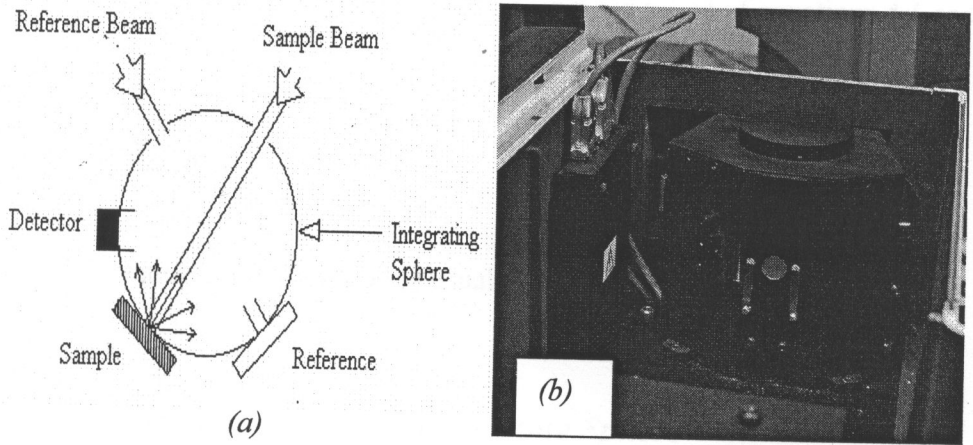 Reference Beam
Sample Beam
Detector
Integrating
Sphere
Sample
Reference
(a)
A
(b)